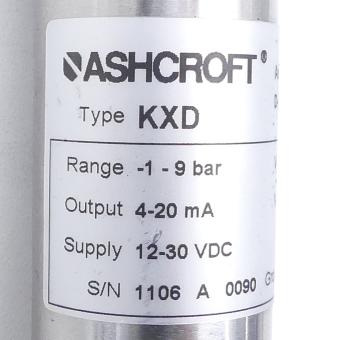 ASHCROFT®
Type KXD
Range -1 - 9 bar
Output 4-20 mA
Supply 12-30 VDC
S/N 1106 A 0090